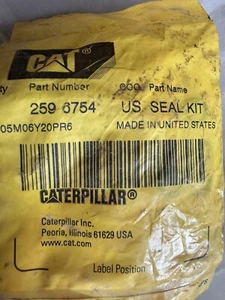 CAT
Part Number
Part Name
259 6754
US. SEAL KIT
05M06Y20PR6
MADE IN UNITED STATES
CATERPILLAR®
Caterpillar Inc.
Peoria, Illinois 61629 USA
www.cat.com
Label Position